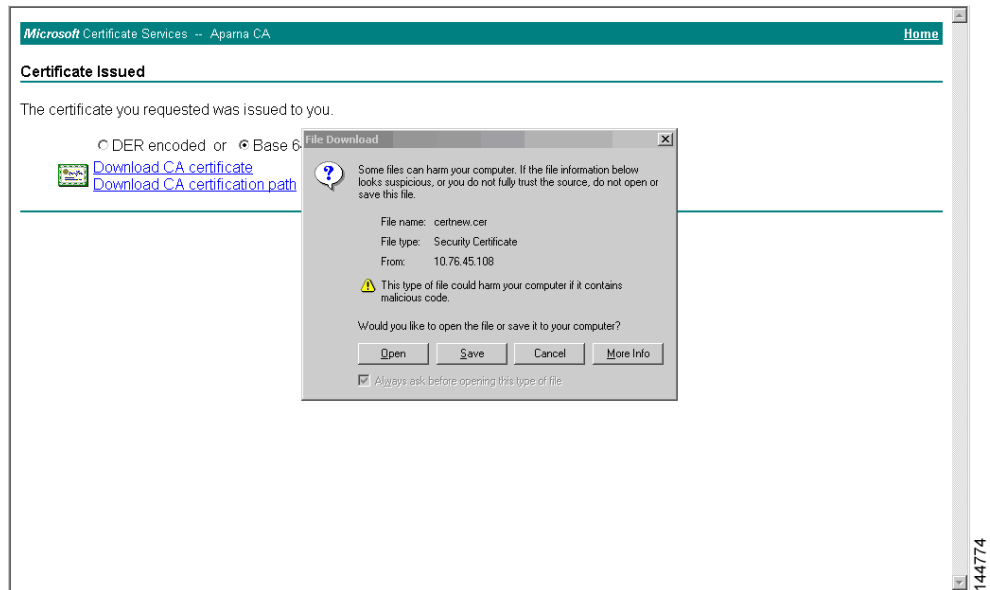 Microsoft Certificate Services -- Aparna CA Home
Certificate Issued
The certificate you requested was issued to you.
DER encoded or Base 6
Download CA certificate
Download CA certification path
File Download
Some files can harm your computer. If the file information below
looks suspicious, or you do not fully trust the source, do not open or
save this file.
File name: certnew.cer
File type: Security Certificate
From: 10.76.45.108
This type of file could harm your computer if it contains
malicious code.
Would you like to open the file or save it to your computer?
Open Save Cancel More Info
Always ask before opening this type of file
144774